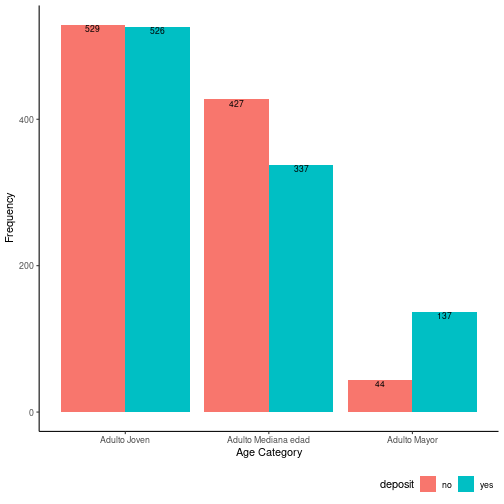 529
526
427
337
137
44
400
200
0
Frequency
Adulto Joven
Adulto Mediana edad
Adulto Mayor
Age Category
deposit
no
yes